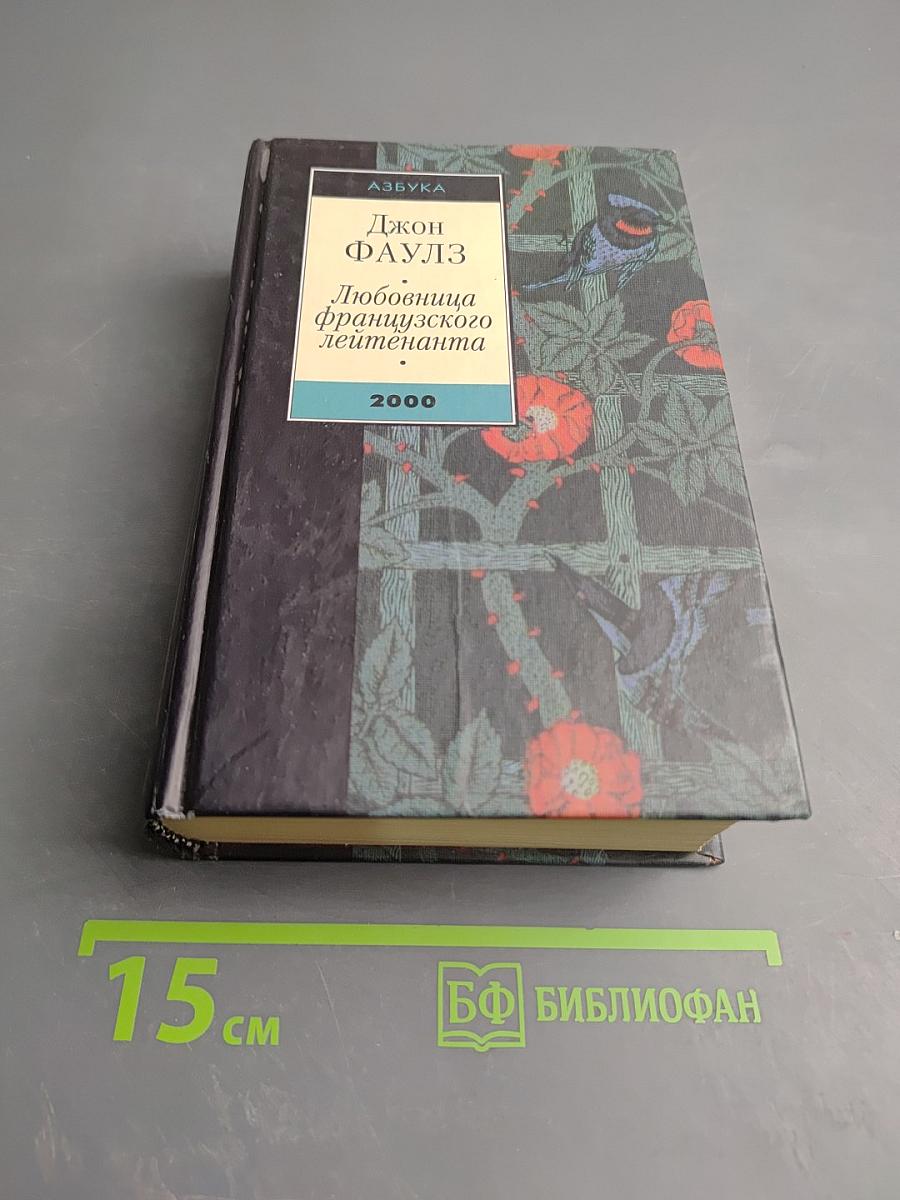 АЗБУКА
Джон
ФАУЛЗ
Любовница
французского
лейтенанта
2000
15 см
БФ БИБЛИОФАН